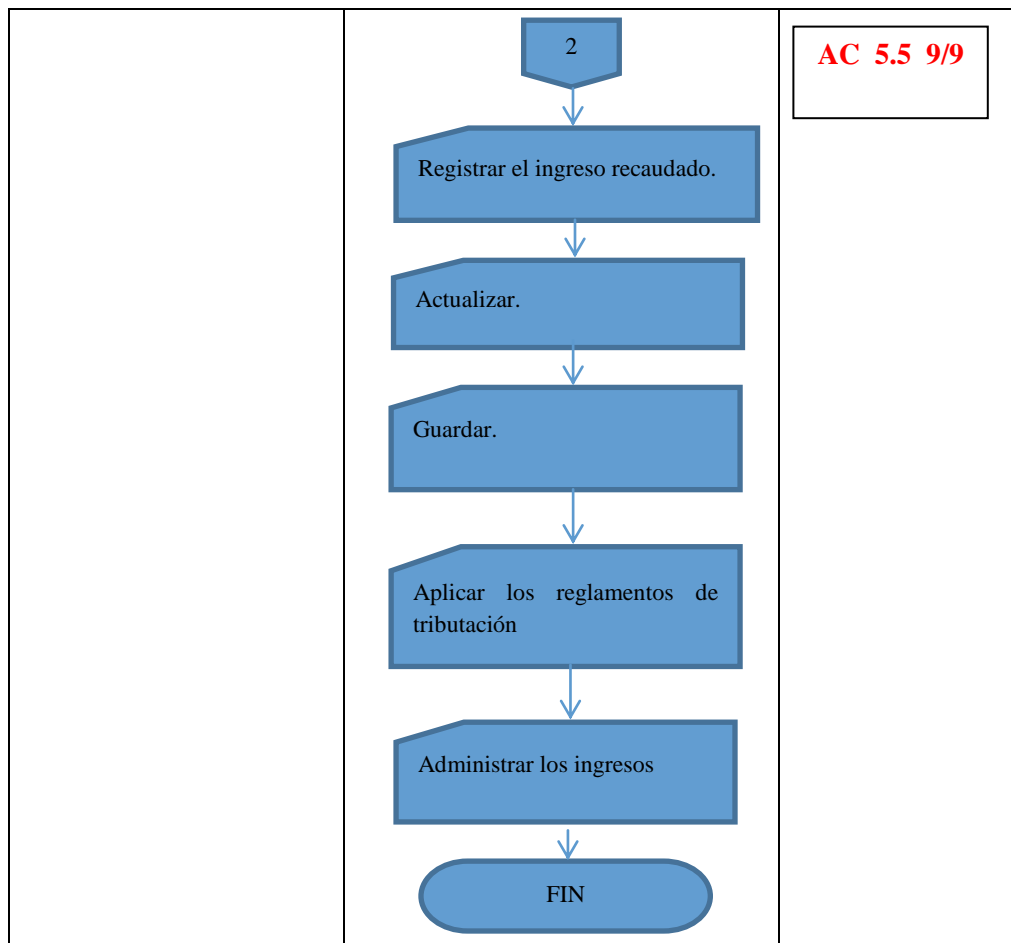 2
AC 5.5 9/9
Registrar el ingreso recaudado.
Actualizar.
Guardar.
Aplicar los reglamentos de
tributación
Administrar los ingresos
FIN